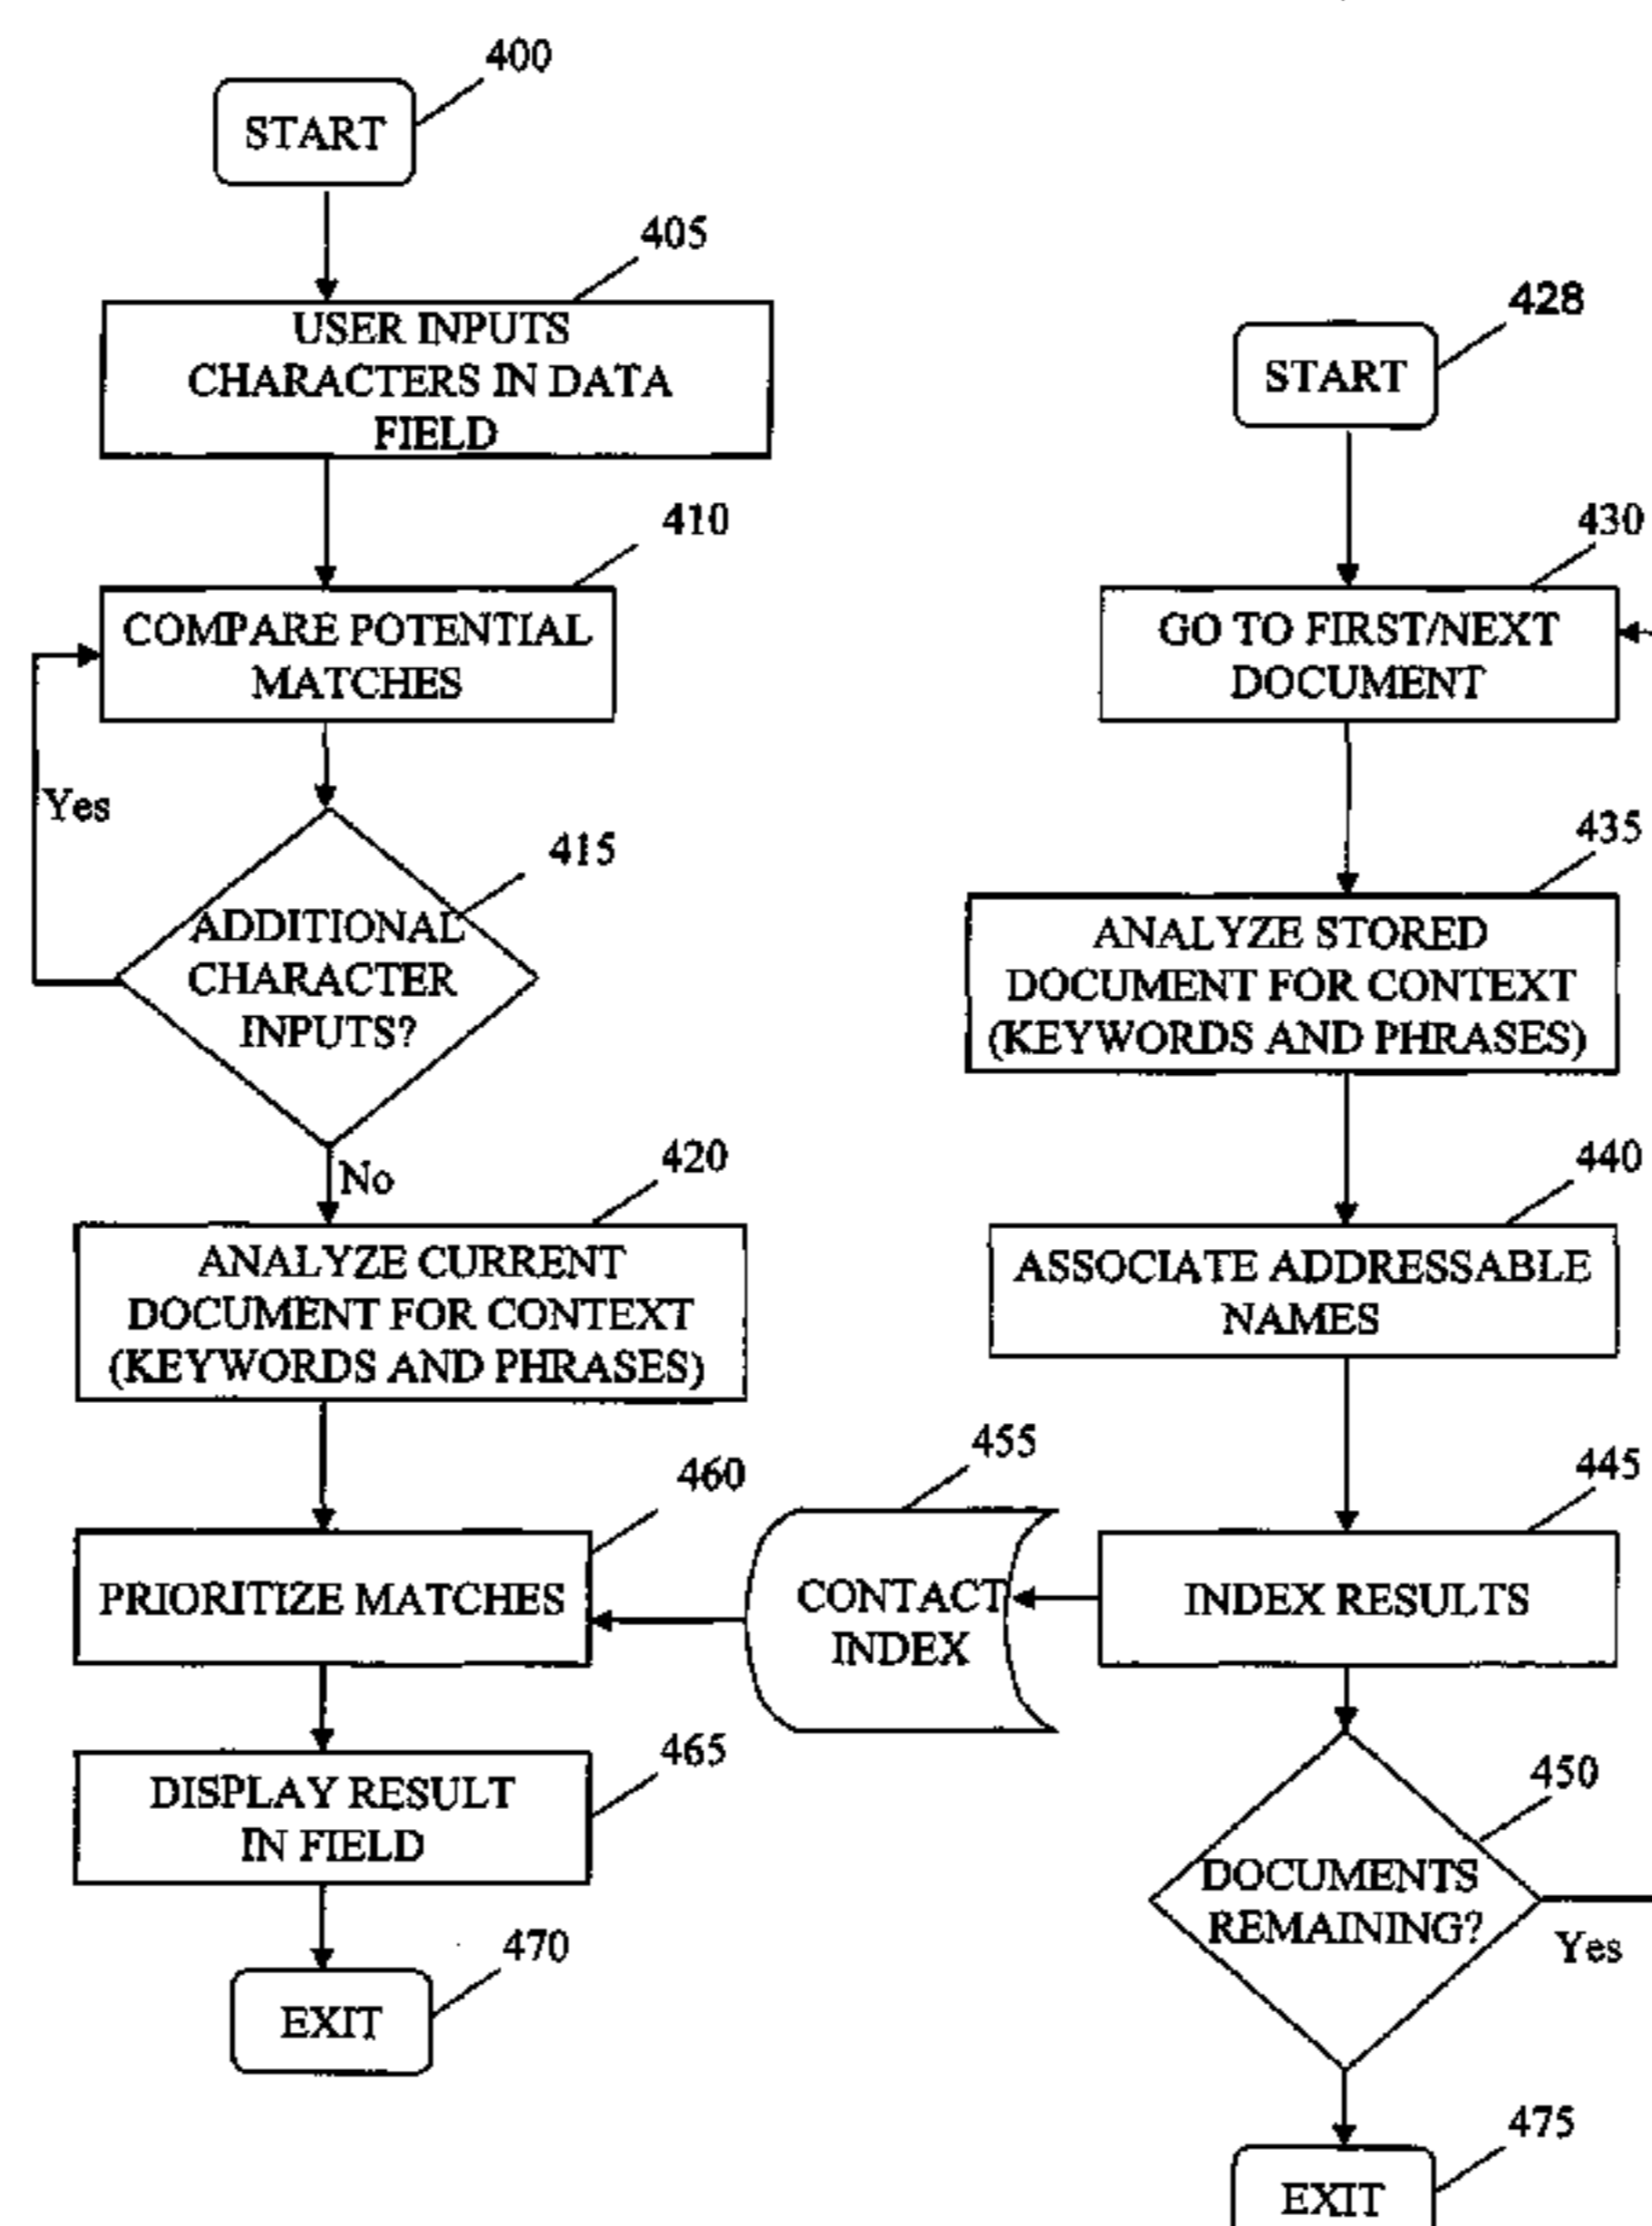 400
START
405
USER INPUTS
CHARACTERS IN DATA
FIELD
410
COMPARE POTENTIAL
MATCHES
Yes
415
ADDITIONAL
CHARACTER
INPUTS?
No
420
ANALYZE CURRENT
DOCUMENT FOR CONTEXT
(KEYWORDS AND PHRASES)
460
PRIORITIZE MATCHES
465
DISPLAY RESULT
IN FIELD
470
EXIT
455
CONTACT
INDEX
428
START
430
GO TO FIRST/NEXT
DOCUMENT
435
ANALYZE STORED
DOCUMENT FOR CONTEXT
(KEYWORDS AND PHRASES)
440
ASSOCIATE ADDRESSABLE
NAMES
445
INDEX RESULTS
450
DOCUMENTS
REMAINING?
Yes
475
EXIT